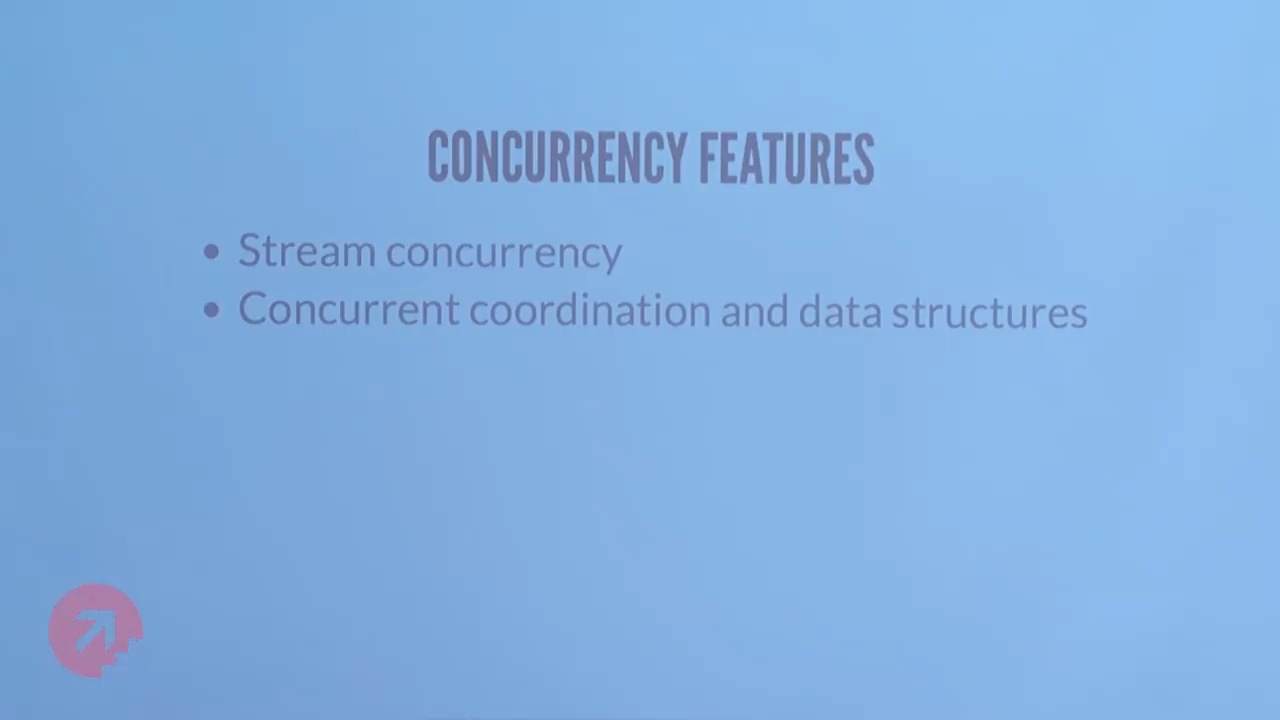 CONCURRENCY FEATURES
• Stream concurrency
• Concurrent coordination and data structures